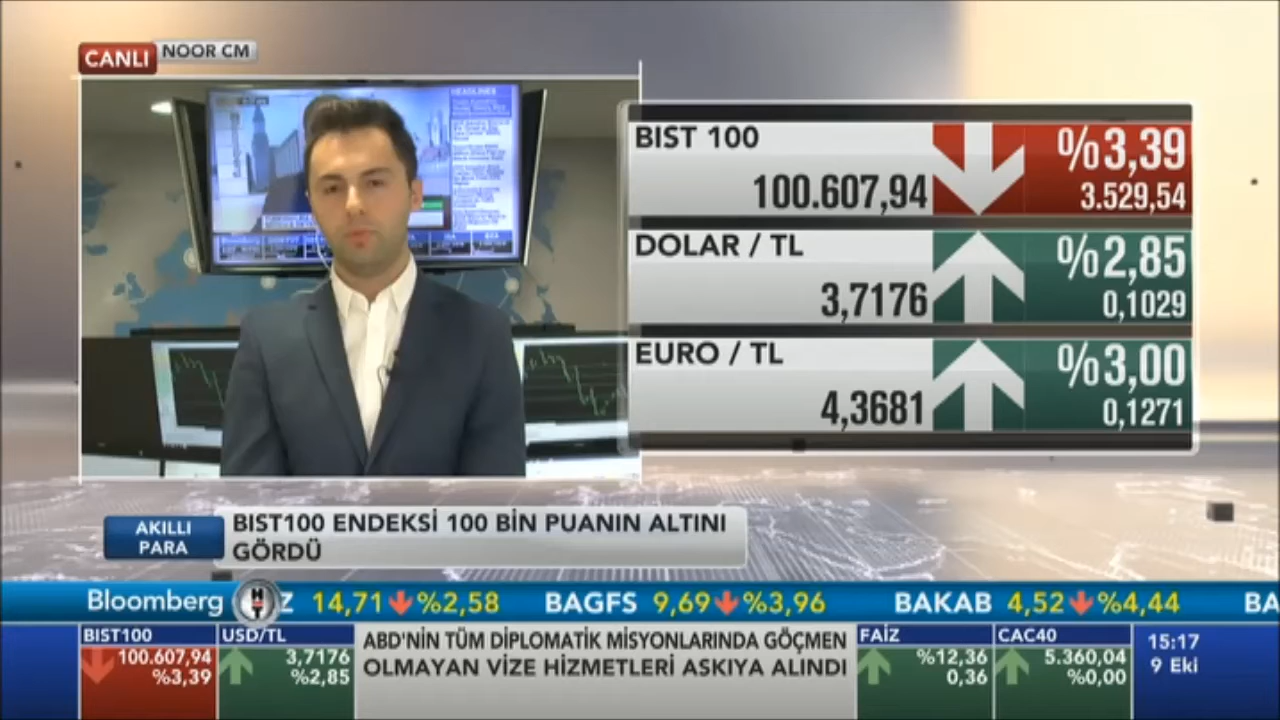 CANLI NOOR CM
HEADLINES
BIST 100
%3,39
100.607,94
3.529,54
DOLAR / TL
%2,85
3,7176
0,1029
EURO / TL
%3,00
4,3681
0,1271
AKILLI
PARA
BIST100 ENDEKSİ 100 BİN PUANIN ALTINI
GÖRDÜ
Bloomberg HT Z 14,71 %2,58 BAGFS 9,69 %3,96 BAKAB 4,52 %4,44 BA
BIST100
100.607,94
%3,39
USD/TL
3,7176
%2,85
ABD'NİN TÜM DİPLOMATİK MİSYONLARINDA GÖÇMEN
OLMAYAN VİZE HİZMETLERİ ASKIYA ALINDI
FAİZ
%12,36
0,36
CAC40
5.360,04
%0,00
15:17
9 Eki